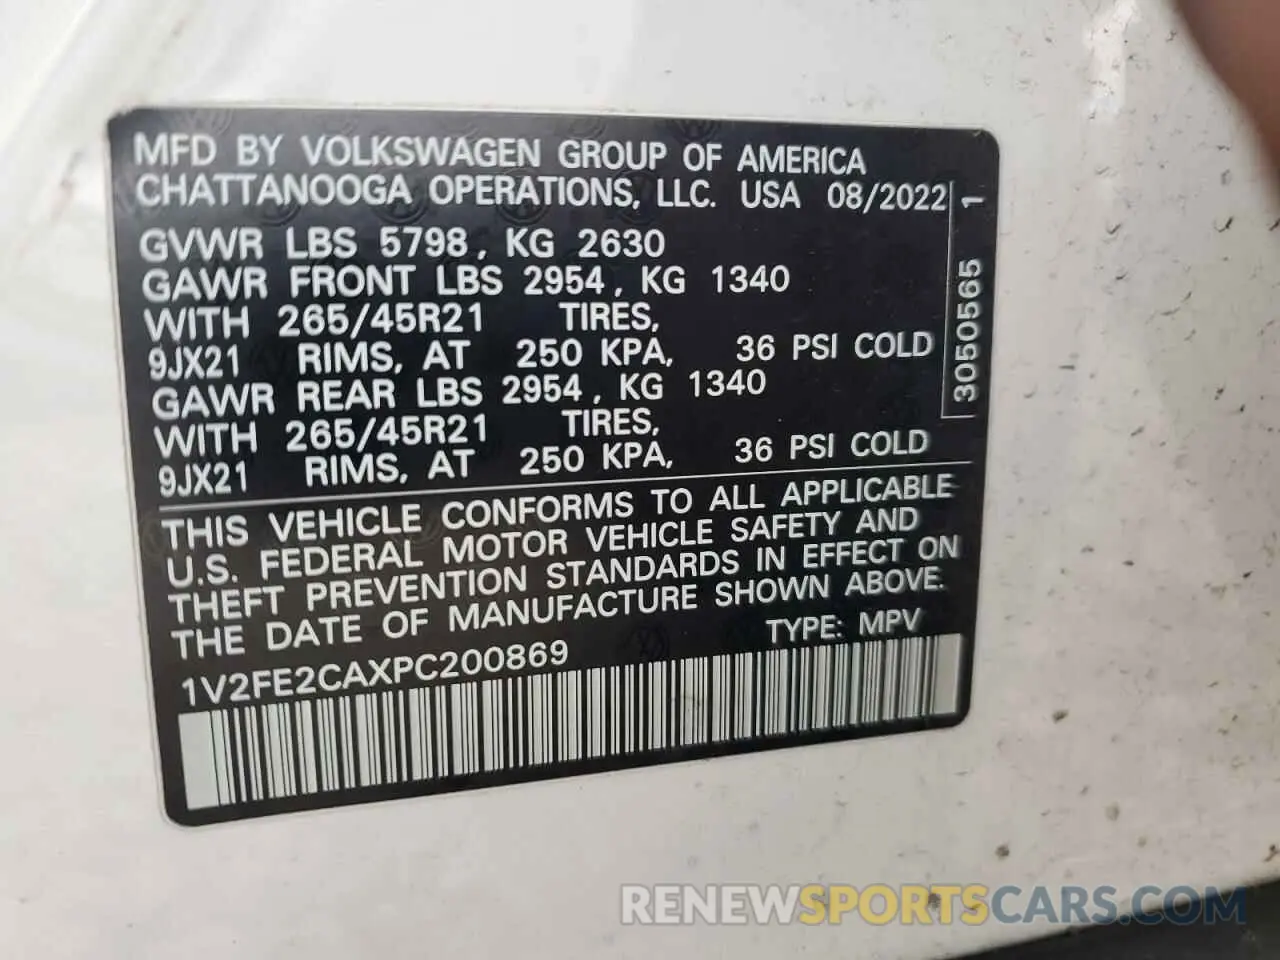 MFD BY VOLKSWAGEN GROUP OF AMERICA
CHATTANOOGA OPERATIONS, LLC. USA 08/2022
GVWR LBS 5798, KG 2630
GAWR FRONT LBS 2954, KG 1340
WITH 265/45R21 TIRES,
9JX21 RIMS, AT 250 KPA, 36 PSI COLD
GAWR REAR LBS 2954, KG 1340
WITH 265/45R21 TIRES,
9JX21 RIMS, AT 250 KPA, 36 PSI COLD
3050565 1
THIS VEHICLE CONFORMS TO ALL APPLICABLE
U.S. FEDERAL MOTOR VEHICLE SAFETY AND
THEFT PREVENTION STANDARDS IN EFFECT ON
THE DATE OF MANUFACTURE SHOWN ABOVE.
1V2FE2CAXPC200869 TYPE: MPV
RENEWSPORTSCARS.COM